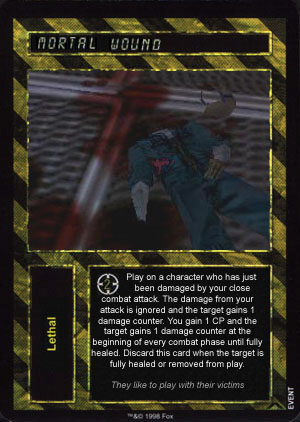 MORTAL WOUND
Play on a character who has just
been damaged by your close
combat attack. The damage from your
attack is ignored and the target gains 1
damage counter. You gain 1 CP and the
target gains 1 damage counter at the
beginning of every combat phase until fully
healed. Discard this card when the target is
fully healed or removed from play.
They like to play with their victims
Lethal
™&© 1998 Fox
EVENT